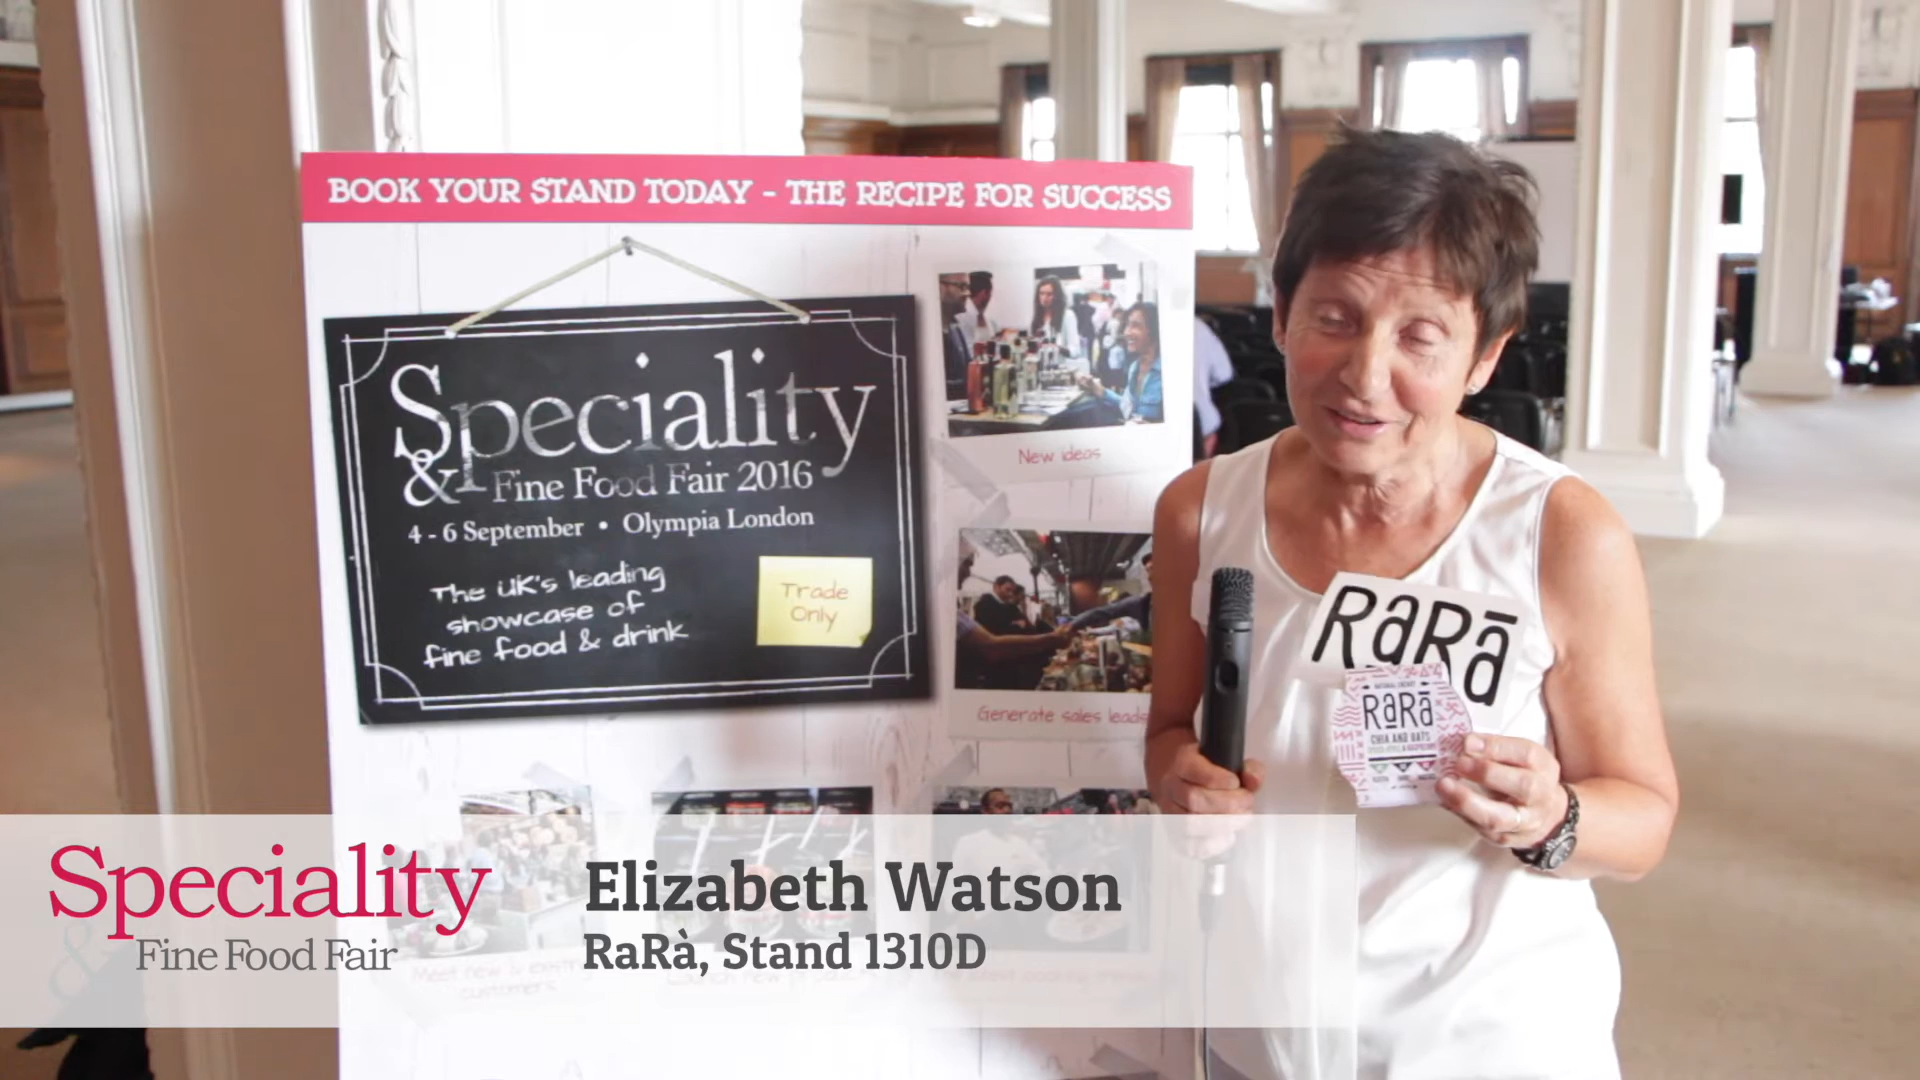 BOOK YOUR STAND TODAY - THE RECIPE FOR SUCCESS
Speciality
& Fine Food Fair 2016
4 - 6 September • Olympia London
The UK's leading
showcase of
fine food & drink
Trade
Only
New ideas
Generate sales leads
RaRā
RaRā
CHIA AND OATS
Speciality
Fine Food Fair
Elizabeth Watson
RaRà, Stand 1310D
customers